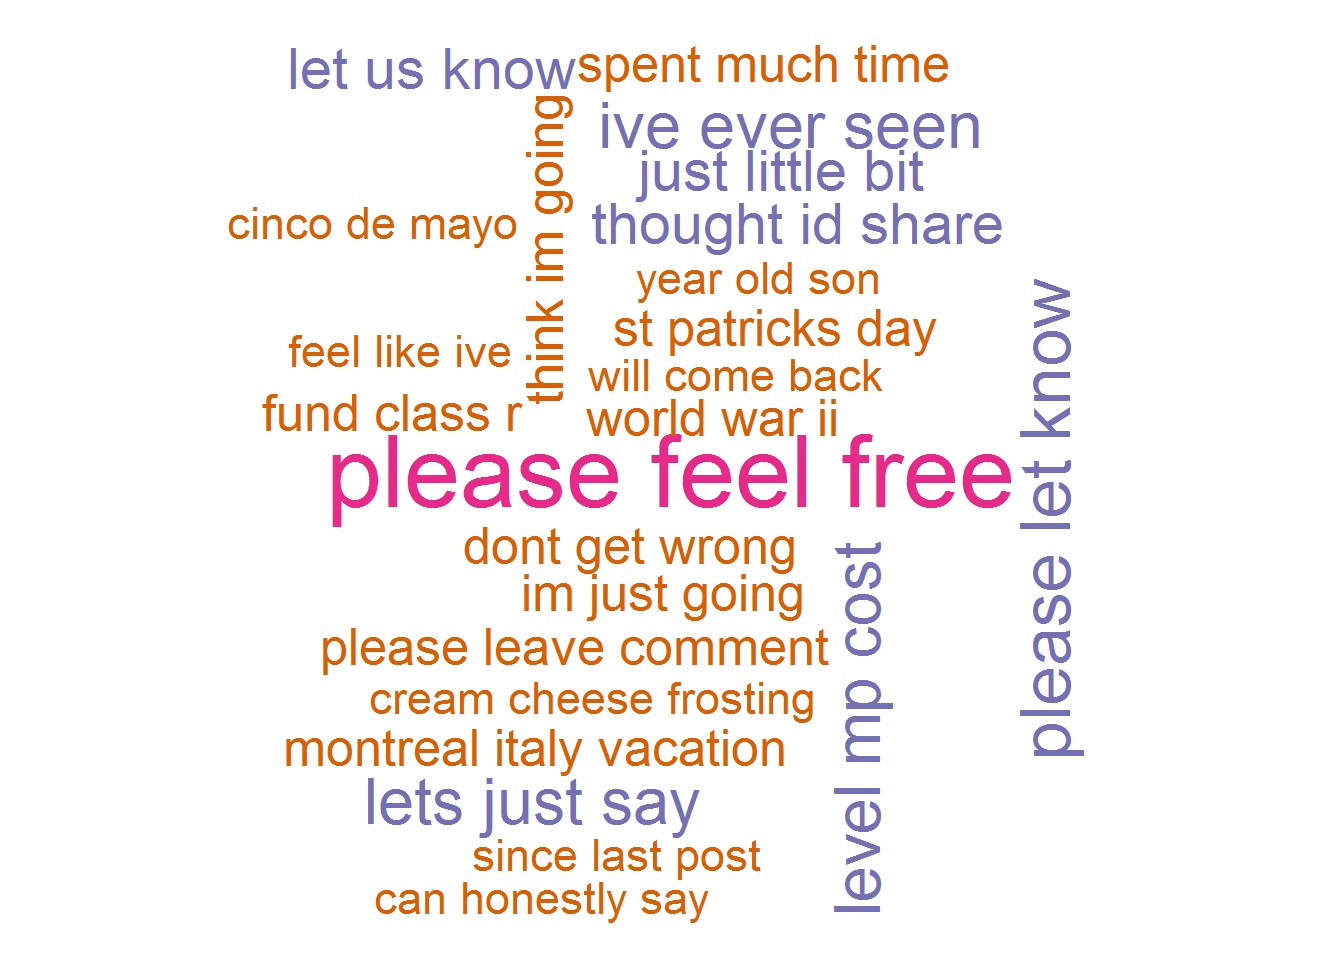 let us know
spent much time
ive ever seen
just little bit
think im going
cinco de mayo
thought id share
year old son
st patricks day
feel like ive
will come back
fund class r
world war ii
please feel free
please let know
dont get wrong
im just going
please leave comment
level mp cost
cream cheese frosting
montreal italy vacation
lets just say
since last post
can honestly say